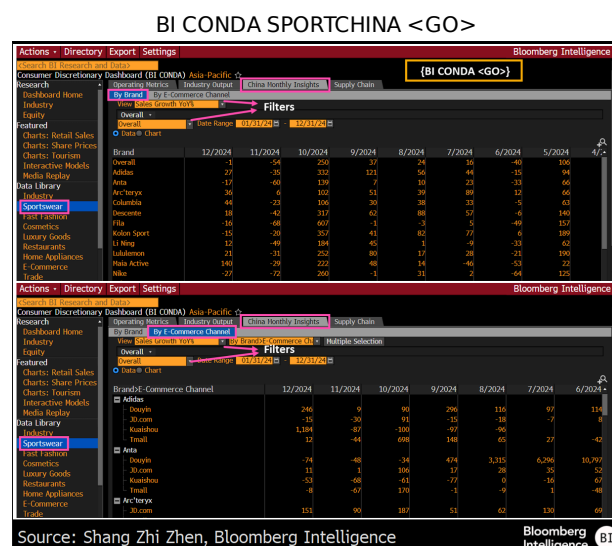 BI CONDA SPORTCHINA <GO>
Actions Directory Export Settings Bloomberg Intelligence
<Search BI Research and Data>
{BI CONDA <GO>}
Consumer Discretionary Dashboard (BI CONDA) Asia-Pacific
Research Operating Metrics Industry Output China Monthly Insights Supply Chain
Dashboard Home By Brand By E-Commerce Channel
Industry View Sales Growth YoY%
Equity Overall Filters
Featured Overall Date Range 01/31/24 - 12/31/24
Charts: Retail Sales Data Chart
Charts: Share Prices
Charts: Tourism Brand 12/2024 11/2024 10/2024 9/2024 8/2024 7/2024 6/2024 5/2024 4/
Interactive Models Overall -1 -54 250 37 24 16 -40 106
Media Replay Adidas 27 -35 332 121 56 44 -15 94
Data Library Anta -17 -60 139 7 10 23 -33 66
Industry Arc'teryx 36 6 102 51 39 89 12 66
Sportswear Columbia 44 -23 106 30 38 33 -5 63
Fast Fashion Descente 18 -42 317 62 88 57 -6 140
Cosmetics Fila -16 -68 607 -1 -3 5 -49 157
Luxury Goods Kolon Sport -15 -20 357 41 82 77 6 189
Restaurants Li Ning 12 -49 184 45 1 -9 -33 62
Home Appliances Lululemon 21 -31 252 80 17 28 -21 190
E-Commerce Maia Active 140 -29 222 48 14 -46 -53 22
Trade Nike -27 -72 260 -1 31 2 -64 125
Actions Directory Export Settings Bloomberg Intelligence
<Search BI Research and Data>
Consumer Discretionary Dashboard (BI CONDA) Asia-Pacific
Research Operating Metrics Industry Output China Monthly Insights Supply Chain
Dashboard Home By Brand By E-Commerce Channel
Industry View Sales Growth YoY% By Brand>E-Commerce Ch Multiple Selection
Equity Overall Filters
Featured Overall Date Range 01/31/24 - 12/31/24
Charts: Retail Sales Data Chart
Charts: Share Prices
Charts: Tourism Brand>E-Commerce Channel 12/2024 11/2024 10/2024 9/2024 8/2024 7/2024 6/2024
Interactive Models Adidas
Media Replay Douyin 246 9 90 296 116 97 114
Data Library JD.com -15 -30 91 -15 -18 -7 8
Industry Kuaishou 1,184 -87 -100 -97 -96
Sportswear Tmall 12 -44 698 148 65 27 -42
Fast Fashion Anta
Cosmetics Douyin -74 -48 -34 474 3,315 6,296 10,797
Luxury Goods JD.com 11 1 106 17 28 35 52
Restaurants Kuaishou -53 -68 -61 -77 0 -16 67
Home Appliances Tmall -8 -67 170 -1 -9 1 -48
E-Commerce Arc'teryx
Trade JD.com 151 90 187 51 62 130 69
Source: Shang Zhi Zhen, Bloomberg Intelligence
Bloomberg
Intelligence BI